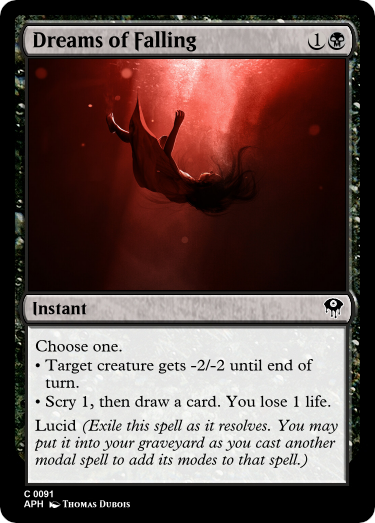 Dreams of Falling 1
Instant
Choose one.
• Target creature gets -2/-2 until end of
turn.
• Scry 1, then draw a card. You lose 1 life.
Lucid (Exile this spell as it resolves. You may
put it into your graveyard as you cast another
modal spell to add its modes to that spell.)
C 0091
APH Thomas Dubois